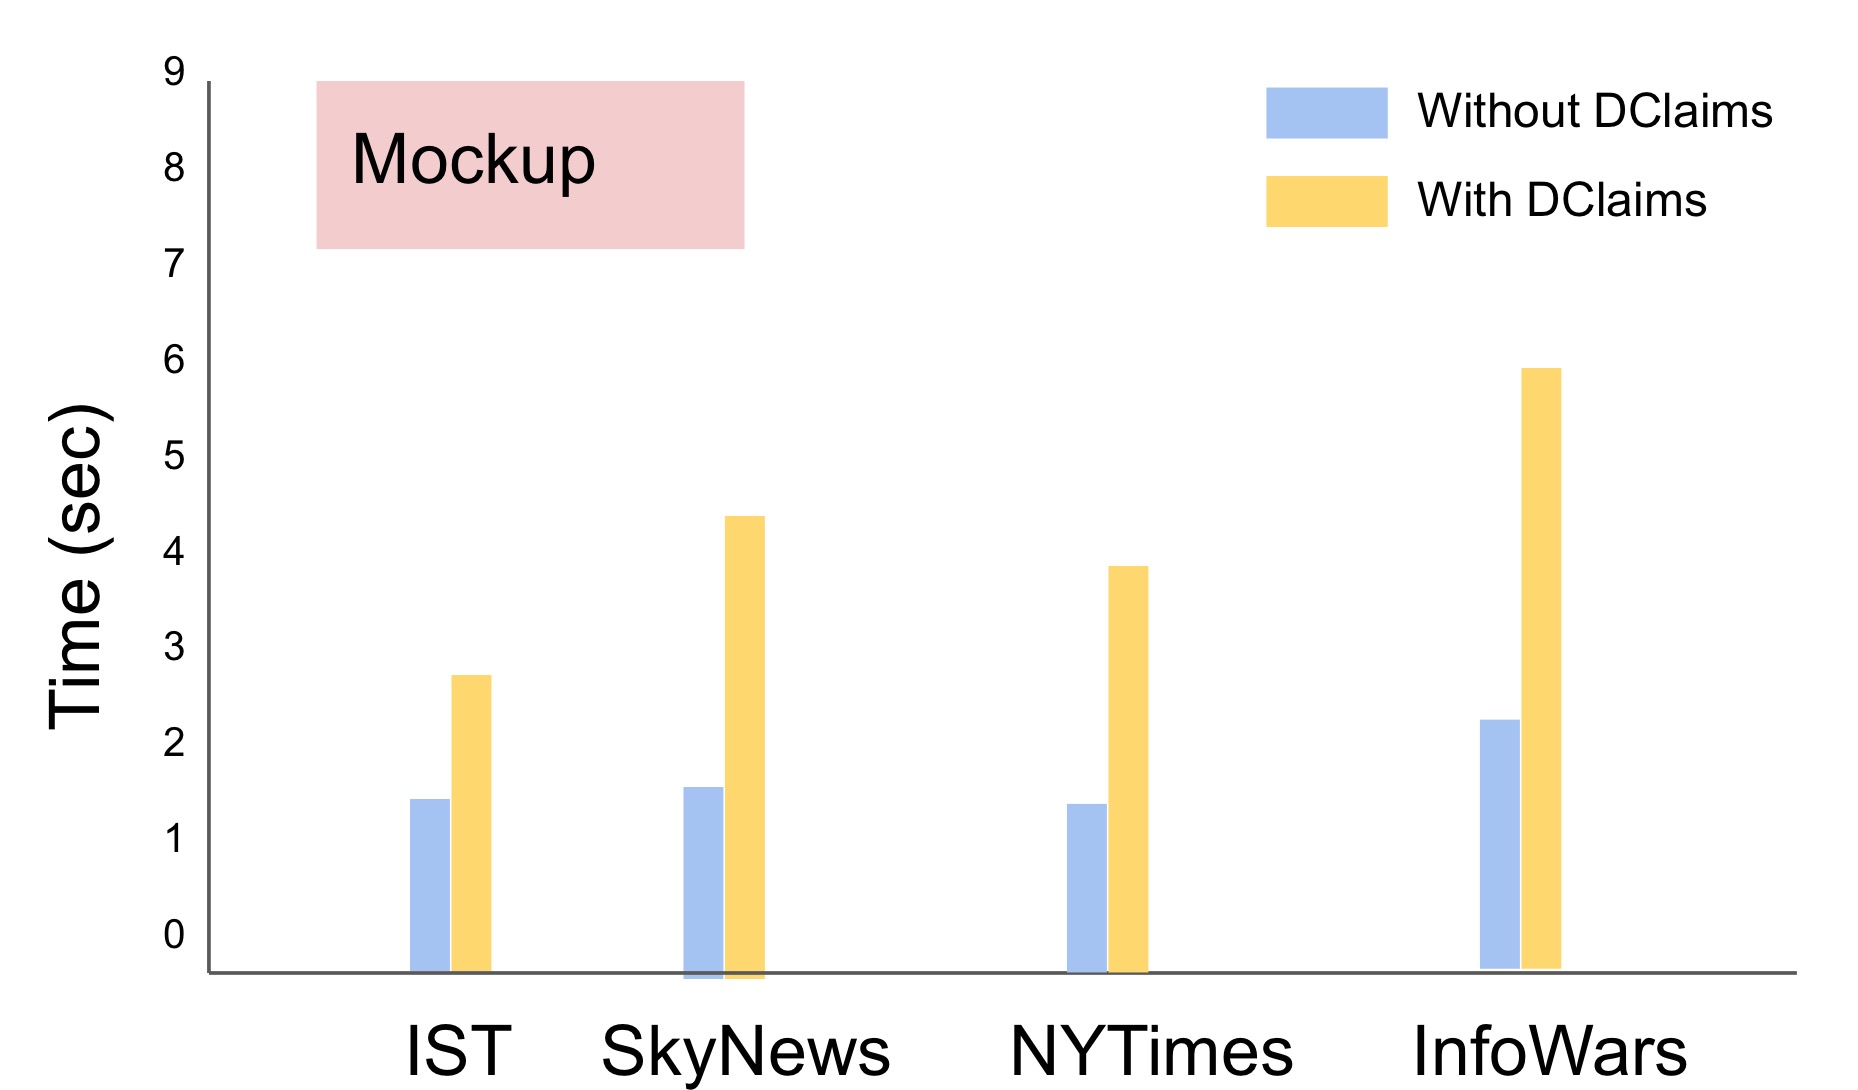 9
8
7
6
5
4
3
2
1
0
Time (sec)
Mockup
Without DClaims
With DClaims
IST
SkyNews
NYTimes
InfoWars